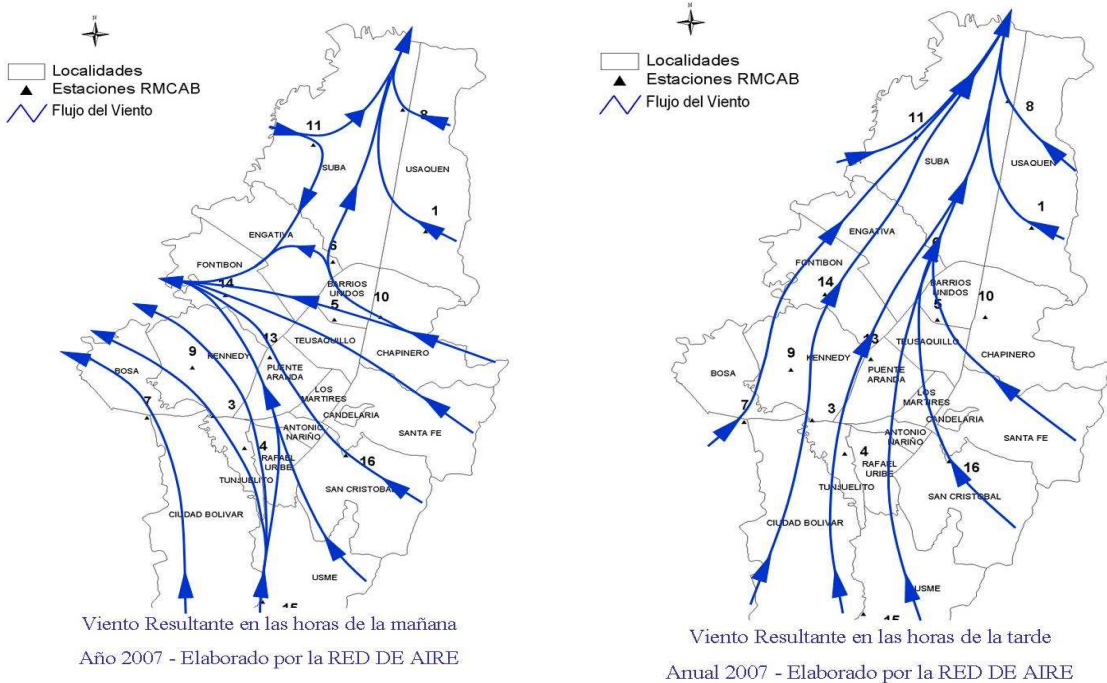 Localidades
Estaciones RMCAB
Flujo del Viento
11
8
SUBA
USAQUEN
1
ENGATIVA
6
FONTIBON
14
BARRIOS
UNIDOS
10
5
13
TEUSAQUILLO
9
KENNEDY
CHAPINERO
BOSA
PUENTE
ARANDA
LOS
MARTIRES
7
3
CANDELARIA
ANTONIO
NARIÑO
SANTA FE
4
RAFAEL
URIBE
16
TUNJUELITO
SAN CRISTOBAL
CIUDAD BOLIVAR
USME
15
Viento Resultante en las horas de la mañana
Año 2007 - Elaborado por la RED DE AIRE
Localidades
Estaciones RMCAB
Flujo del Viento
8
11
SUBA
USAQUEN
1
ENGATIVA
FONTIBON
14
BARRIOS
UNIDOS
10
5
13
TEUSAQUILLO
9
KENNEDY
CHAPINERO
BOSA
PUENTE
ARANDA
LOS
MARTIRES
7
3
CANDELARIA
ANTONIO
NARIÑO
SANTA FE
4
RAFAEL
URIBE
16
TUNJUELITO
SAN CRISTOBAL
CIUDAD BOLIVAR
USME
15
Viento Resultante en las horas de la tarde
Anual 2007 - Elaborado por la RED DE AIRE